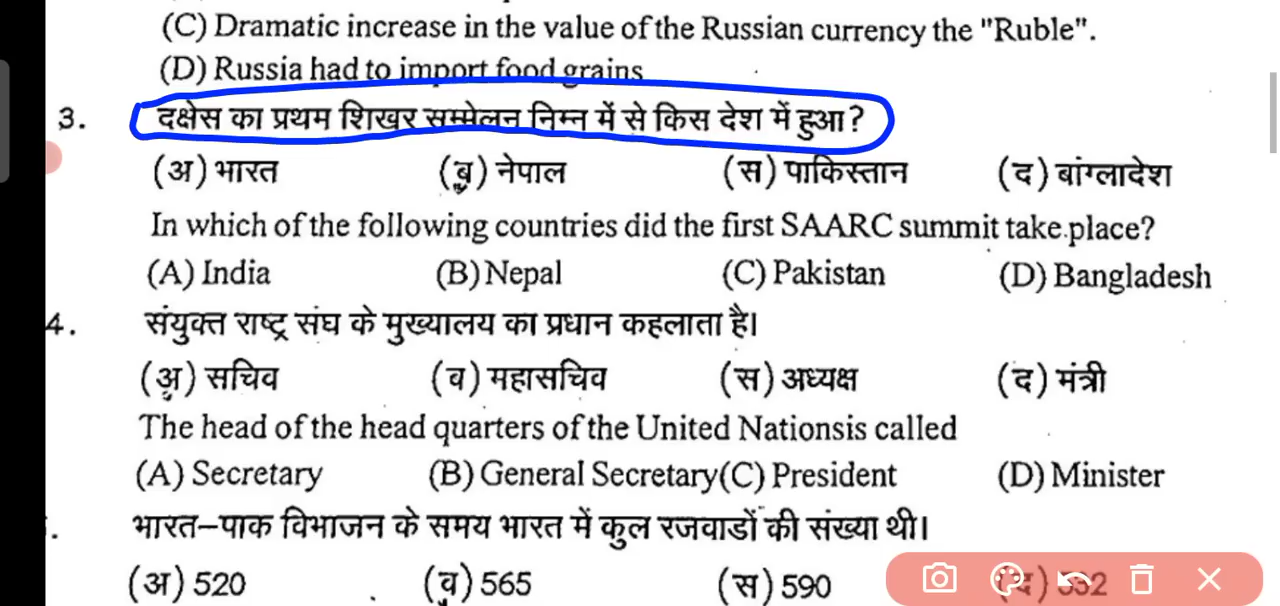 (C) Dramatic increase in the value of the Russian currency the "Ruble".
(D) Russia had to import food grains
3. दक्षेस का प्रथम शिखर सम्मेलन निम्न में से किस देश में हुआ?
(अ) भारत (ब) नेपाल (स) पाकिस्तान (द) बांग्लादेश
In which of the following countries did the first SAARC summit take place?
(A) India (B) Nepal (C) Pakistan (D) Bangladesh
4. संयुक्त राष्ट्र संघ के मुख्यालय का प्रधान कहलाता है।
(अ) सचिव (व) महासचिव (स) अध्यक्ष (द) मंत्री
The head of the head quarters of the United Nationsis called
(A) Secretary (B) General Secretary (C) President (D) Minister
भारत–पाक विभाजन के समय भारत में कुल रजवाडों की संख्या थी।
(अ) 520 (व) 565 (स) 590 (द) 532